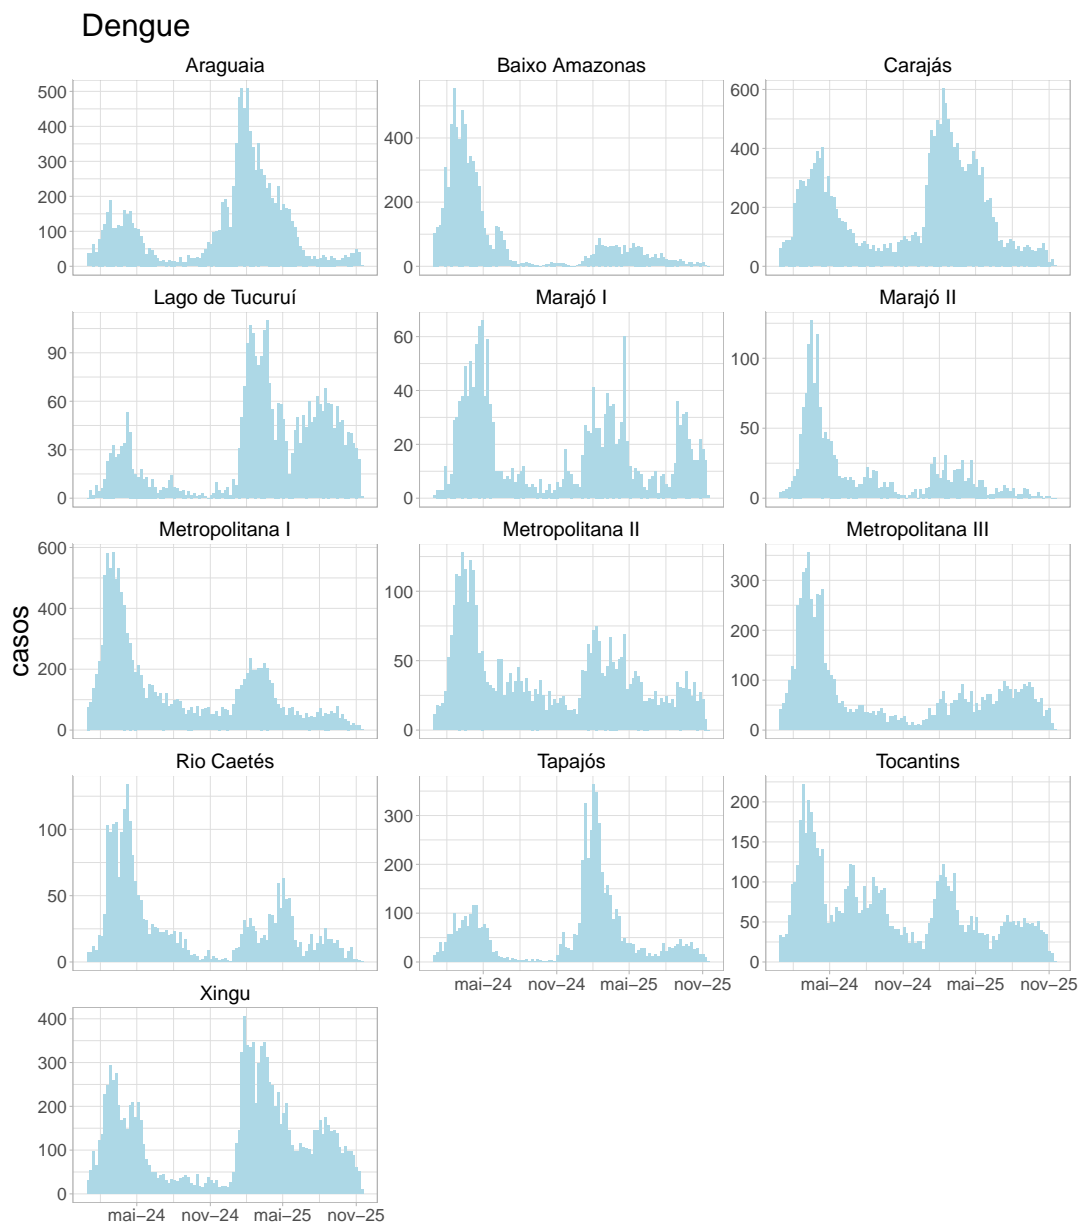 Dengue
Araguaia
Baixo Amazonas
Carajás
500
400
300
200
100
0
400
200
0
600
400
200
0
Lago de Tucuruí
Marajó I
Marajó II
90
60
30
0
60
40
20
0
100
50
0
Metropolitana I
Metropolitana II
Metropolitana III
600
400
200
0
100
50
0
300
200
100
0
casos
Rio Caetés
Tapajós
Tocantins
100
50
0
300
200
100
0
200
150
100
50
0
mai−24 nov−24 mai−25 nov−25
mai−24 nov−24 mai−25 nov−25
Xingu
400
300
200
100
0
mai−24 nov−24 mai−25 nov−25